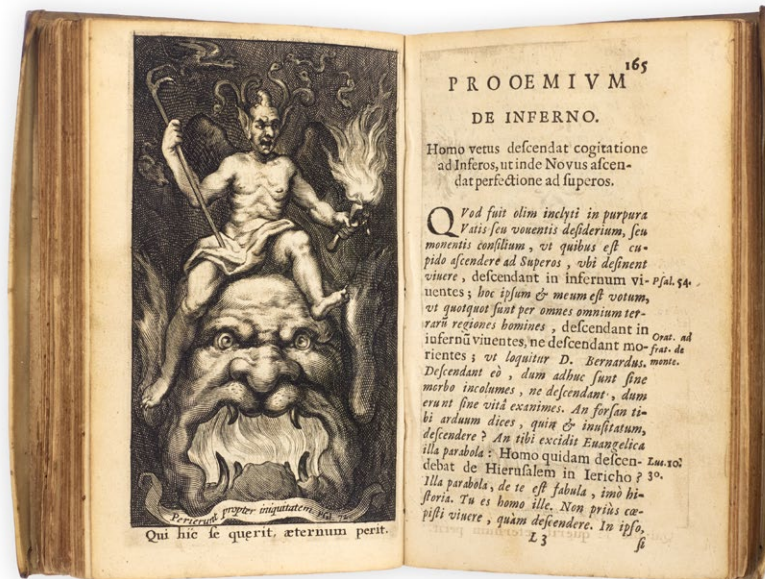 Perierunt propter iniquitatem. Psal. 72.
Qui hîc se querit, æternum perit.
165
PROOEMIVM
DE INFERNO.
Homo vetus descendat cogitatione
ad Inferos, ut inde Novus ascen-
dat perfectione ad superos.
QVod fuit olim inclyti in purpura
Vatis seu voventis desiderium, seu
monentis consilium, vt quibus est cu-
pido ascendere ad Superos, vbi desinent
vivere, descendant in infernum vi-
uentes; hoc ipsum & meum est votum, Psal. 54.
vt quotquot sunt per omnes omnium ter-
rarū regiones homines, descendant in
infernū viuentes, ne descendant mo- Orat. ad
rientes; vt loquitur D. Bernardus. frat. de
Descendant eò, dum adhuc sunt sine monte.
morbo incolumes, ne descendant, dum
erunt sine vitâ exanimes. An forsan ti-
bi arduum dices, quin & inusitatum,
descendere? An tibi excidit Euangelica
illa parabola: Homo quidam descen- Luc. 10.
debat de Hierusalem in Iericho? 30.
Illa parabola, de te est fabula, imò hi-
storia. Tu es homo ille. Non priùs cœ-
pisti viuere, quàm descendere. In ipso,
L 3
si